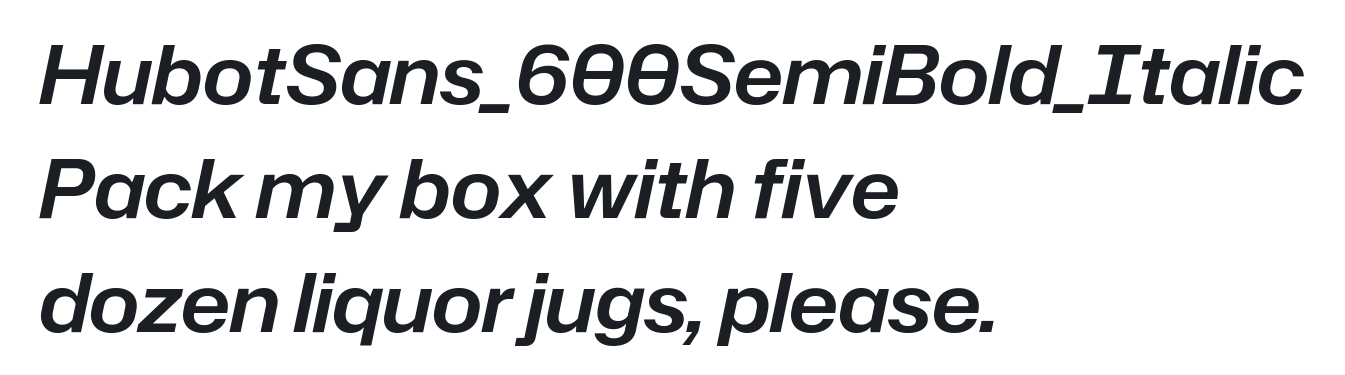 HubotSans_600SemiBold_Italic
Pack my box with five
dozen liquor jugs, please.